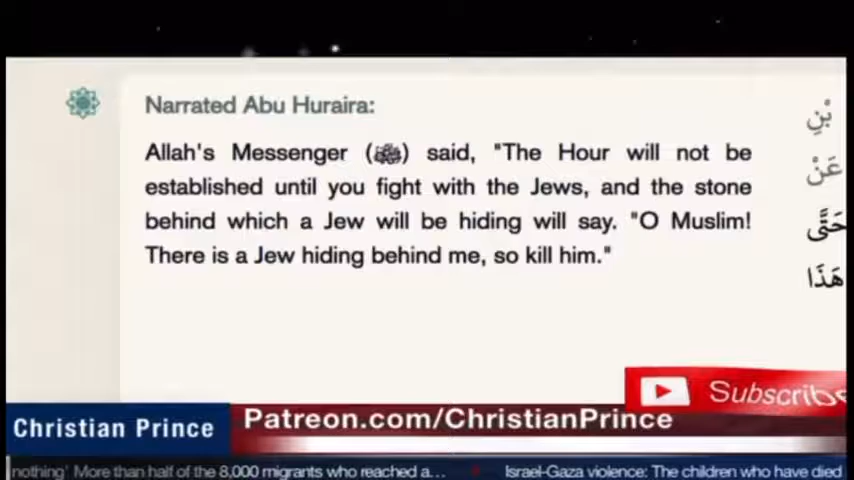 Narrated Abu Huraira:
Allah's Messenger (ﷺ) said, "The Hour will not be
established until you fight with the Jews, and the stone
behind which a Jew will be hiding will say. "O Muslim!
There is a Jew hiding behind me, so kill him."
بْنِ
عَنْ
حَتَّى
هَذَا
Subscribe
Christian Prince
Patreon.com/ChristianPrince
nothing' More than half of the 8,000 migrants who reached a...
Israel-Gaza violence: The children who have died